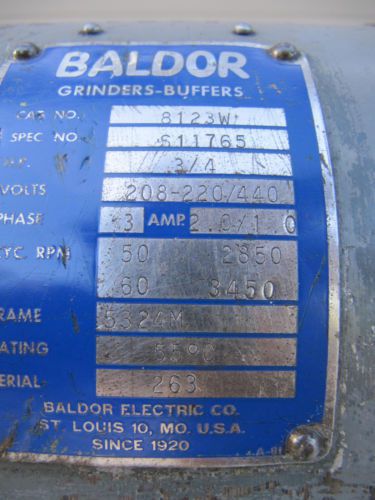 BALDOR
GRINDERS-BUFFERS
CAT. NO. 8123W
SPEC NO. 611765
H.P. 3/4
VOLTS 208-220/440
PHASE 3 AMP. 2.0/1.0
CYC. RPM 50 2850
60 3450
FRAME 5324M
RATING 55°C
SERIAL 263
BALDOR ELECTRIC CO.
ST. LOUIS 10, MO. U.S.A.
SINCE 1920